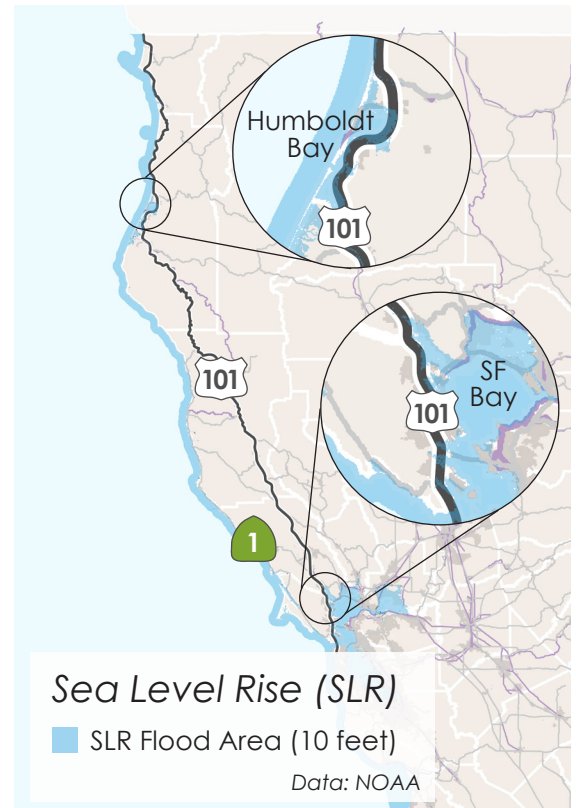 Humboldt
Bay
101
101
SF
Bay
101
1
Sea Level Rise (SLR)
SLR Flood Area (10 feet)
Data: NOAA